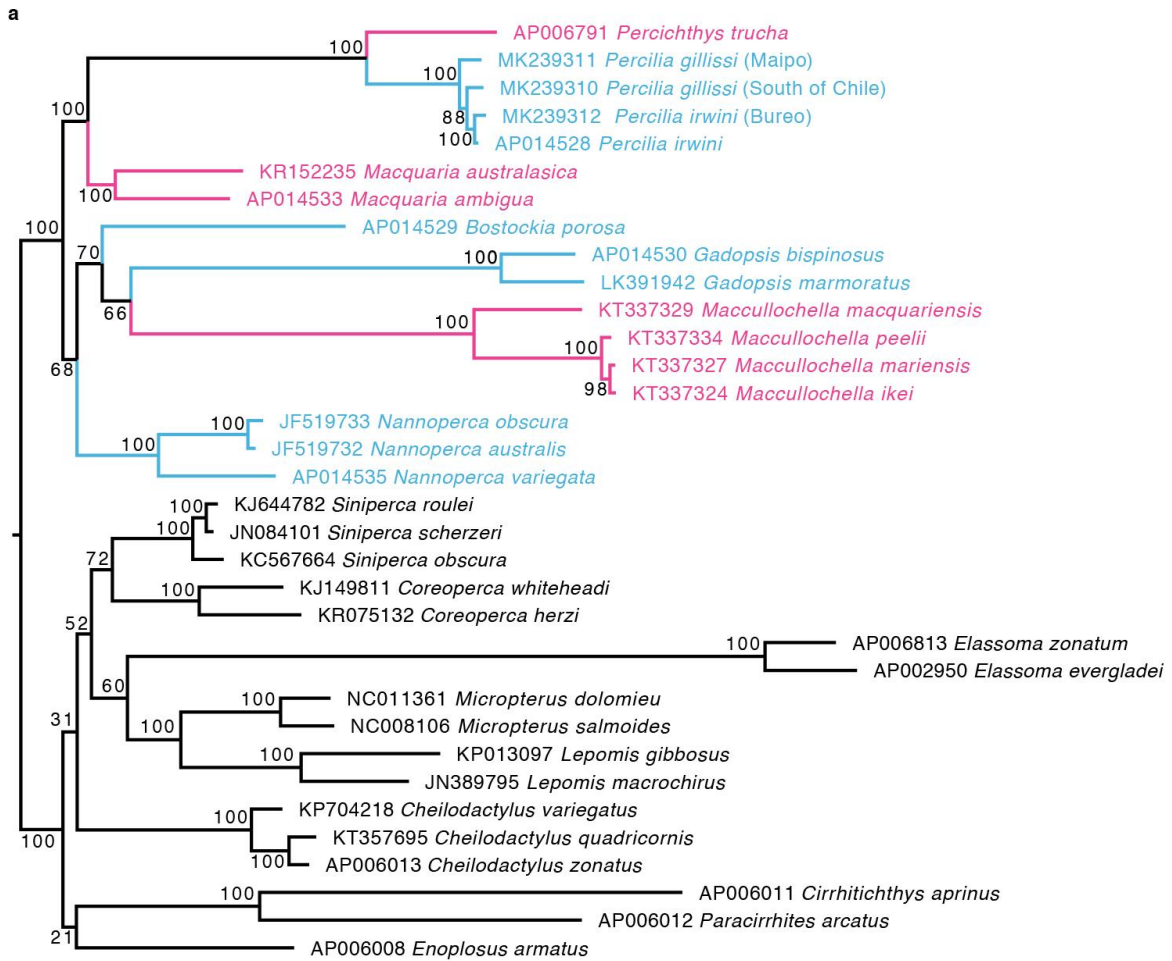 a
AP006791 Percichthys trucha
100
MK239311 Percilia gillissi (Maipo)
100
MK239310 Percilia gillissi (South of Chile)
100
88
MK239312 Percilia irwini (Bureo)
100
AP014528 Percilia irwini
KR152235 Macquaria australasica
100
AP014533 Macquaria ambigua
100
AP014529 Bostockia porosa
70
100
AP014530 Gadopsis bispinosus
LK391942 Gadopsis marmoratus
66
KT337329 Maccullochella macquariensis
100
KT337334 Maccullochella peelii
100
68
KT337327 Maccullochella mariensis
98
KT337324 Maccullochella ikei
JF519733 Nannoperca obscura
100
100
JF519732 Nannoperca australis
AP014535 Nannoperca variegata
KJ644782 Siniperca roulei
100
100
JN084101 Siniperca scherzeri
72
KC567664 Siniperca obscura
100
KJ149811 Coreoperca whiteheadi
KR075132 Coreoperca herzi
52
100
AP006813 Elassoma zonatum
AP002950 Elassoma evergladei
60
100
NC011361 Micropterus dolomieu
31
100
NC008106 Micropterus salmoides
100
KP013097 Lepomis gibbosus
JN389795 Lepomis macrochirus
100
KP704218 Cheilodactylus variegatus
100
KT357695 Cheilodactylus quadricornis
100
AP006013 Cheilodactylus zonatus
100
AP006011 Cirrhitichthys aprinus
AP006012 Paracirrhites arcatus
21
AP006008 Enoplosus armatus